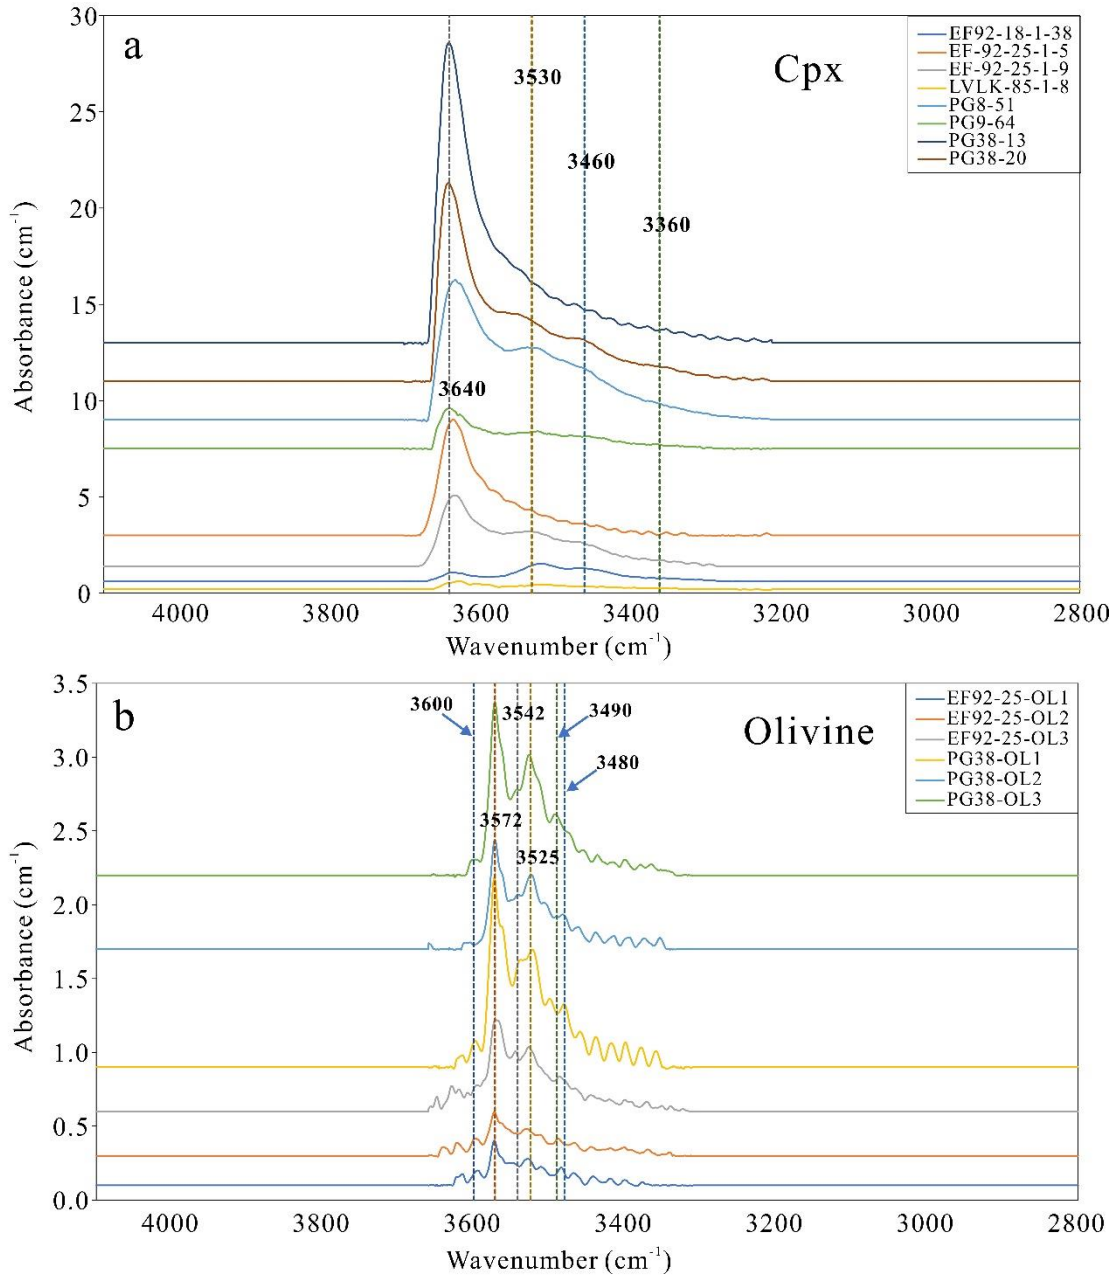 a
Cpx
EF92-18-1-38
EF-92-25-1-5
EF-92-25-1-9
LVLK-85-1-8
PG8-51
PG9-64
PG38-13
PG38-20
3530
3460
3360
3640
30
25
20
15
10
5
0
Absorbance (cm⁻¹)
4000 3800 3600 3400 3200 3000 2800
Wavenumber (cm⁻¹)
b
Olivine
EF92-25-OL1
EF92-25-OL2
EF92-25-OL3
PG38-OL1
PG38-OL2
PG38-OL3
3600
3542
3490
3480
3572
3525
3.5
3.0
2.5
2.0
1.5
1.0
0.5
0.0
Absorbance (cm⁻¹)
4000 3800 3600 3400 3200 3000 2800
Wavenumber (cm⁻¹)